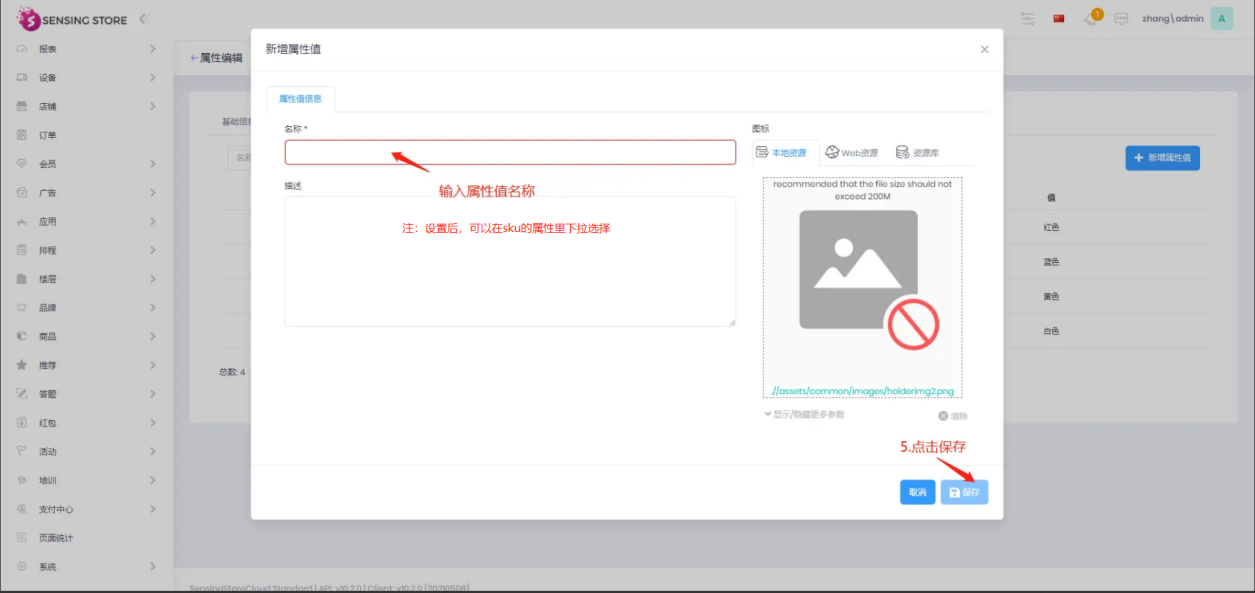 SENSING STORE
1
zhang\admin
A
报表
设备
店铺
订单
会员
广告
应用
排程
楼层
品牌
商品
推荐
答题
红包
活动
培训
支付中心
页面统计
系统
←属性编辑
基础信
名称
总数: 4
新增属性值
值
红色
蓝色
黄色
白色
新增属性值
×
属性值信息
名称 *
输入属性值名称
描述
注：设置后，可以在sku的属性里下拉选择
图标
本地资源
Web资源
资源库
recommended that the file size should not
exceed 200M
//assets/common/images/holderimg2.png
显示/隐藏更多参数
清除
5.点击保存
取消
保存
SensingStoreCloud Standard | API: v10.2.0 | Client: v10.2.0 [20210508]